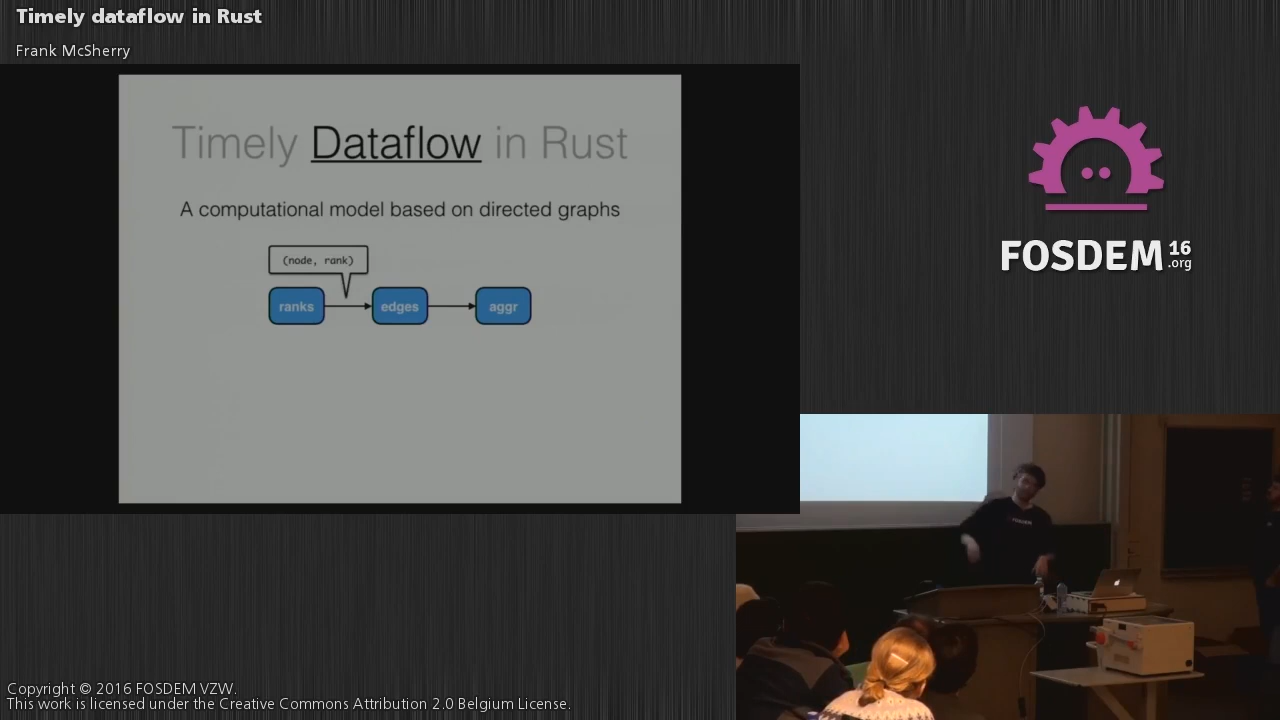 Timely dataflow in Rust
Frank McSherry
Timely Dataflow in Rust
A computational model based on directed graphs
(node, rank)
ranks
edges
aggr
FOSDEM 16
.org
FOSDEM
Copyright © 2016 FOSDEM VZW.
This work is licensed under the Creative Commons Attribution 2.0 Belgium License.